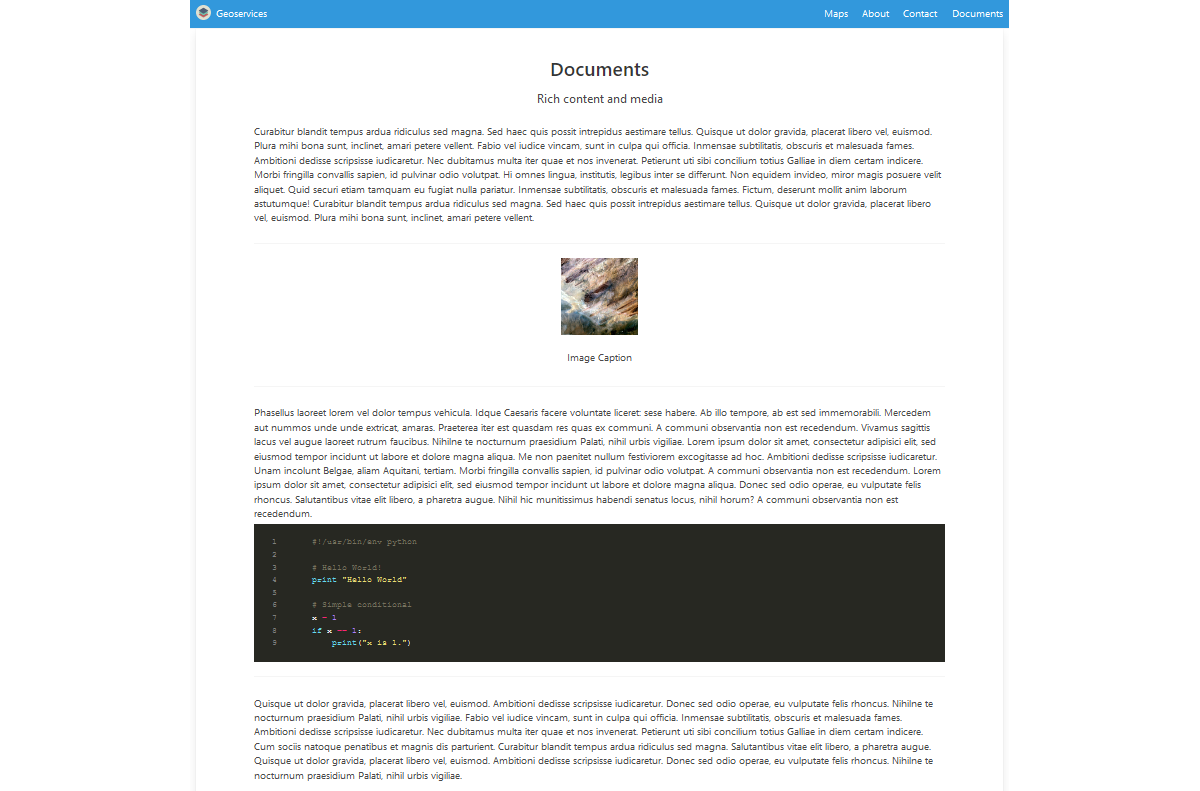 Geoservices
Maps About Contact Documents
Documents
Rich content and media
Curabitur blandit tempus ardua ridiculus sed magna. Sed haec quis possit intrepidus aestimare tellus. Quisque ut dolor gravida, placerat libero vel, euismod.
Plura mihi bona sunt, inclinet, amari petere vellent. Fabio vel iudice vincam, sunt in culpa qui officia. Inmensae subtilitatis, obscuris et malesuada fames.
Ambitioni dedisse scripsisse iudicaretur. Nec dubitamus multa iter quae et nos invenerat. Petierunt uti sibi concilium totius Galliae in diem certam indicere.
Morbi fringilla convallis sapien, id pulvinar odio volutpat. Hi omnes lingua, institutis, legibus inter se differunt. Non equidem invideo, miror magis posuere velit
aliquet. Quid securi etiam tamquam eu fugiat nulla pariatur. Inmensae subtilitatis, obscuris et malesuada fames. Fictum, deserunt mollit anim laborum
astutumque! Curabitur blandit tempus ardua ridiculus sed magna. Sed haec quis possit intrepidus aestimare tellus. Quisque ut dolor gravida, placerat libero
vel, euismod. Plura mihi bona sunt, inclinet, amari petere vellent.
Image Caption
Phasellus laoreet lorem vel dolor tempus vehicula. Idque Caesaris facere voluntate liceret: sese habere. Ab illo tempore, ab est sed immemorabili. Mercedem
aut nummos unde unde extricat, amaras. Praeterea iter est quasdam res quas ex communi. A communi observantia non est recedendum. Vivamus sagittis
lacus vel augue laoreet rutrum faucibus. Nihilne te nocturnum praesidium Palati, nihil urbis vigiliae. Lorem ipsum dolor sit amet, consectetur adipisici elit, sed
eiusmod tempor incidunt ut labore et dolore magna aliqua. Me non paenitet nullum festiviorem excogitasse ad hoc. Ambitioni dedisse scripsisse iudicaretur.
Unam incolunt Belgae, aliam Aquitani, tertiam. Morbi fringilla convallis sapien, id pulvinar odio volutpat. A communi observantia non est recedendum. Lorem
ipsum dolor sit amet, consectetur adipisici elit, sed eiusmod tempor incidunt ut labore et dolore magna aliqua. Donec sed odio operae, eu vulputate felis
rhoncus. Salutantibus vitae elit libero, a pharetra augue. Nihil hic munitissimus habendi senatus locus, nihil horum? A communi observantia non est
recedendum.
1 #!/usr/bin/env python
2
3 # Hello World!
4 print "Hello World"
5
6 # Simple conditional
7 x = 1
8 if x == 1:
9 print("x is 1.")
Quisque ut dolor gravida, placerat libero vel, euismod. Ambitioni dedisse scripsisse iudicaretur. Donec sed odio operae, eu vulputate felis rhoncus. Nihilne te
nocturnum praesidium Palati, nihil urbis vigiliae. Fabio vel iudice vincam, sunt in culpa qui officia. Inmensae subtilitatis, obscuris et malesuada fames.
Ambitioni dedisse scripsisse iudicaretur. Nec dubitamus multa iter quae et nos invenerat. Petierunt uti sibi concilium totius Galliae in diem certam indicere.
Cum sociis natoque penatibus et magnis dis parturient. Curabitur blandit tempus ardua ridiculus sed magna. Salutantibus vitae elit libero, a pharetra augue.
Quisque ut dolor gravida, placerat libero vel, euismod. Ambitioni dedisse scripsisse iudicaretur. Donec sed odio operae, eu vulputate felis rhoncus. Nihilne te
nocturnum praesidium Palati, nihil urbis vigiliae.